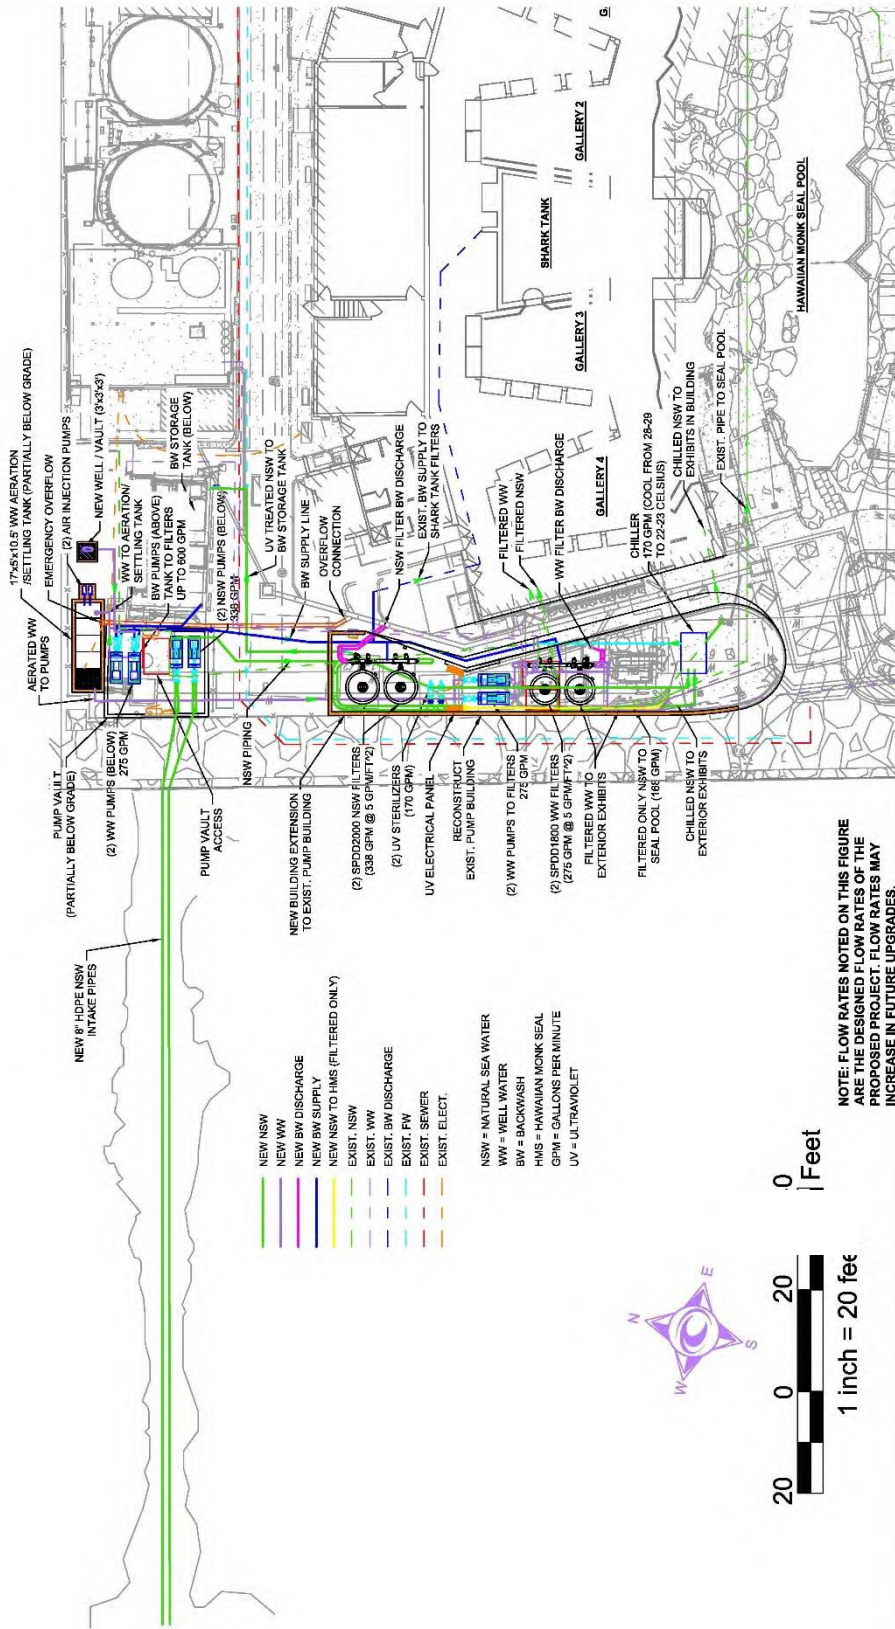 17'x5'x10.5' WW AERATION
/SETTLING TANK (PARTIALLY BELOW GRADE)
EMERGENCY OVERFLOW
(2) AIR INJECTION PUMPS
NEW WELL / VAULT (3'x3'x3')
WW TO AERATION/
SETTLING TANK
BW PUMPS (ABOVE)
TANK TO FILTERS
UP TO 600 GPM
BW STORAGE
TANK (BELOW)
(2) NSW PUMPS (BELOW)
338 GPM
UV TREATED NSW TO
BW STORAGE TANK
BW SUPPLY LINE
OVERFLOW
CONNECTION
NSW FILTER BW DISCHARGE
EXIST. BW SUPPLY TO
SHARK TANK FILTERS
FILTERED WW
FILTERED NSW
WW FILTER BW DISCHARGE
GALLERY 4
GALLERY 3
SHARK TANK
GALLERY 2
G
CHILLER
170 GPM (COOL FROM 28-29
TO 22-23 CELSIUS)
CHILLED NSW TO
EXHIBITS IN BUILDING
EXIST. PIPE TO SEAL POOL
HAWAIIAN MONK SEAL POOL
AERATED WW
TO PUMPS
PUMP VAULT
(PARTIALLY BELOW GRADE)
(2) WW PUMPS (BELOW)
275 GPM
PUMP VAULT
ACCESS
NSW PIPING
NEW BUILDING EXTENSION
TO EXIST. PUMP BUILDING
(2) SPDD2000 NSW FILTERS
(338 GPM @ 5 GPM/FT^2)
(2) UV STERILIZERS
(170 GPM)
UV ELECTRICAL PANEL
RECONSTRUCT
EXIST. PUMP BUILDING
(2) WW PUMPS TO FILTERS
275 GPM
(2) SPDD1800 WW FILTERS
(275 GPM @ 5 GPM/FT^2)
FILTERED WW TO
EXTERIOR EXHIBITS
FILTERED ONLY NSW TO
SEAL POOL (168 GPM)
CHILLED NSW TO
EXTERIOR EXHIBITS
NEW 8" HDPE NSW
INTAKE PIPES
NEW NSW
NEW WW
NEW BW DISCHARGE
NEW BW SUPPLY
NEW NSW TO HMS (FILTERED ONLY)
EXIST. NSW
EXIST. WW
EXIST. BW DISCHARGE
EXIST. FW
EXIST. SEWER
EXIST. ELECT.
NSW = NATURAL SEA WATER
WW = WELL WATER
BW = BACKWASH
HMS = HAWAIIAN MONK SEAL
GPM = GALLONS PER MINUTE
UV = ULTRAVIOLET
N
E
S
W
20
0
20
0
Feet
1 inch = 20 fee
NOTE: FLOW RATES NOTED ON THIS FIGURE
ARE THE DESIGNED FLOW RATES OF THE
PROPOSED PROJECT. FLOW RATES MAY
INCREASE IN FUTURE UPGRADES.